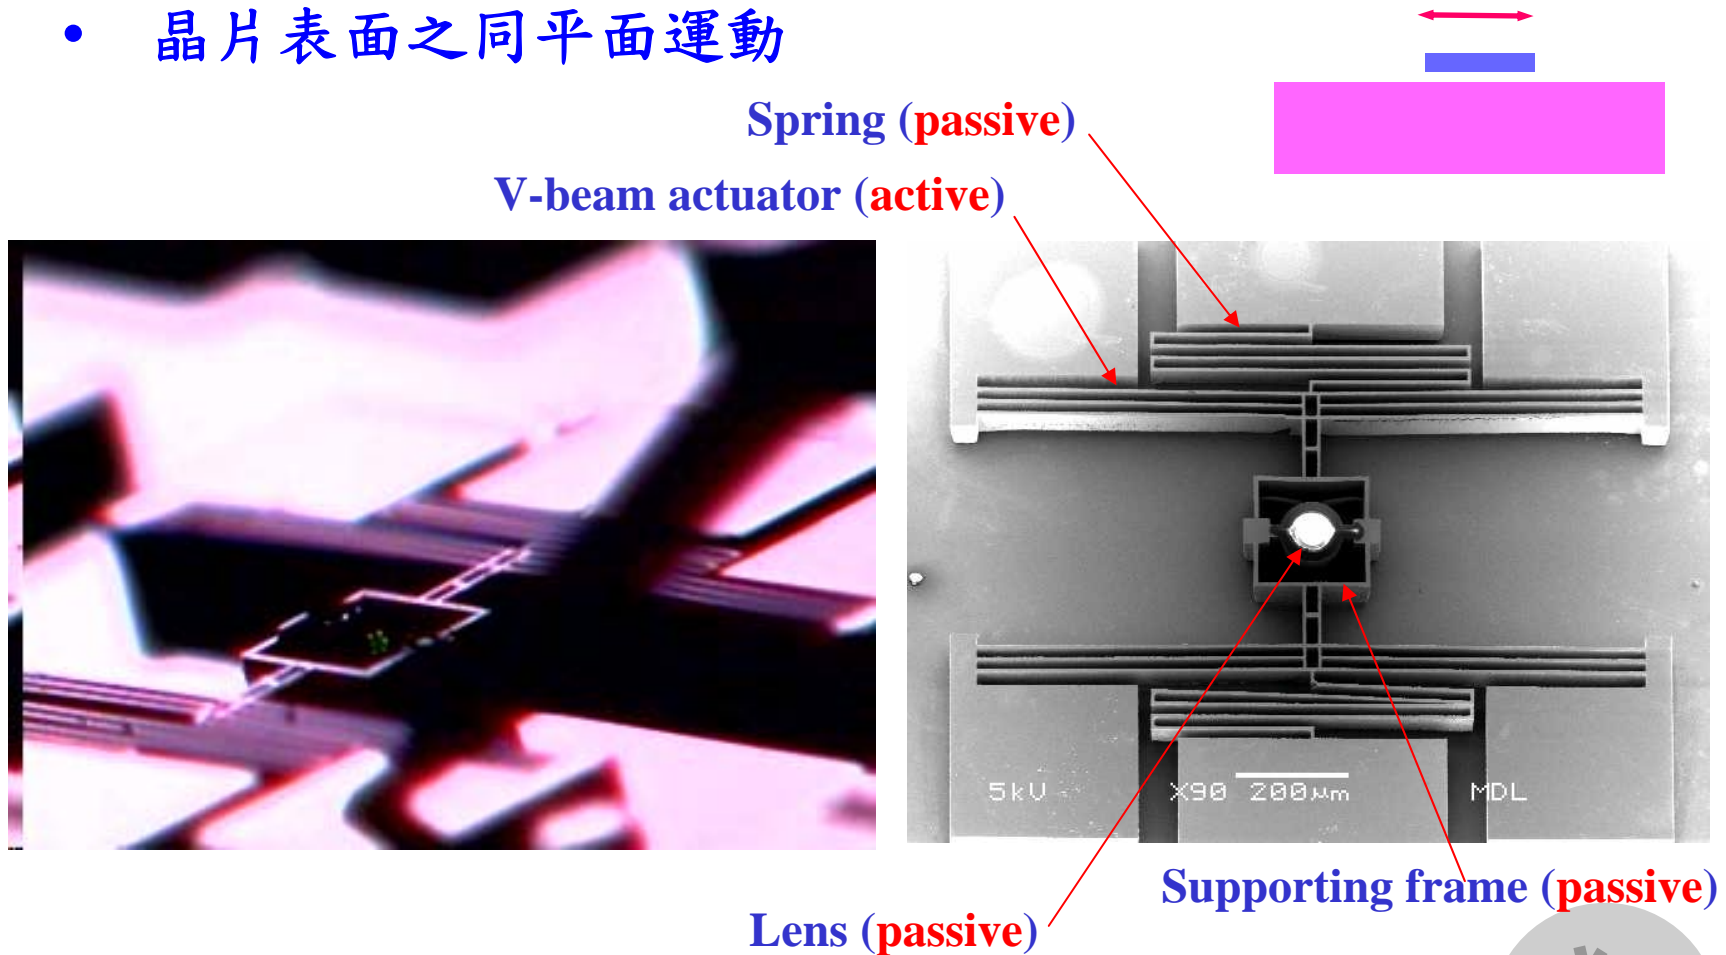 • 晶片表面之同平面運動
Spring (passive)
V-beam actuator (active)
5kV X90 200μm MDL
Supporting frame (passive)
Lens (passive)